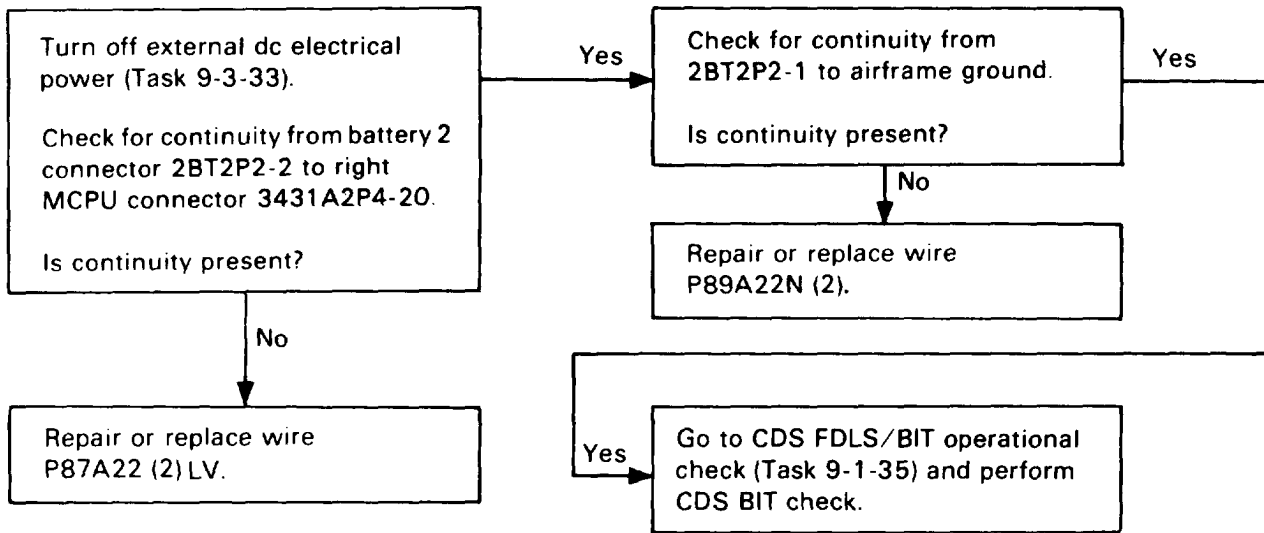 Turn off external dc electrical
power (Task 9-3-33).
Check for continuity from battery 2
connector 2BT2P2-2 to right
MCPU connector 3431A2P4-20.
Is continuity present?
Yes
Check for continuity from
2BT2P2-1 to airframe ground.
Is continuity present?
Yes
No
Repair or replace wire
P89A22N (2).
No
Repair or replace wire
P87A22 (2) LV.
Yes
Go to CDS FDLS/BIT operational
check (Task 9-1-35) and perform
CDS BIT check.